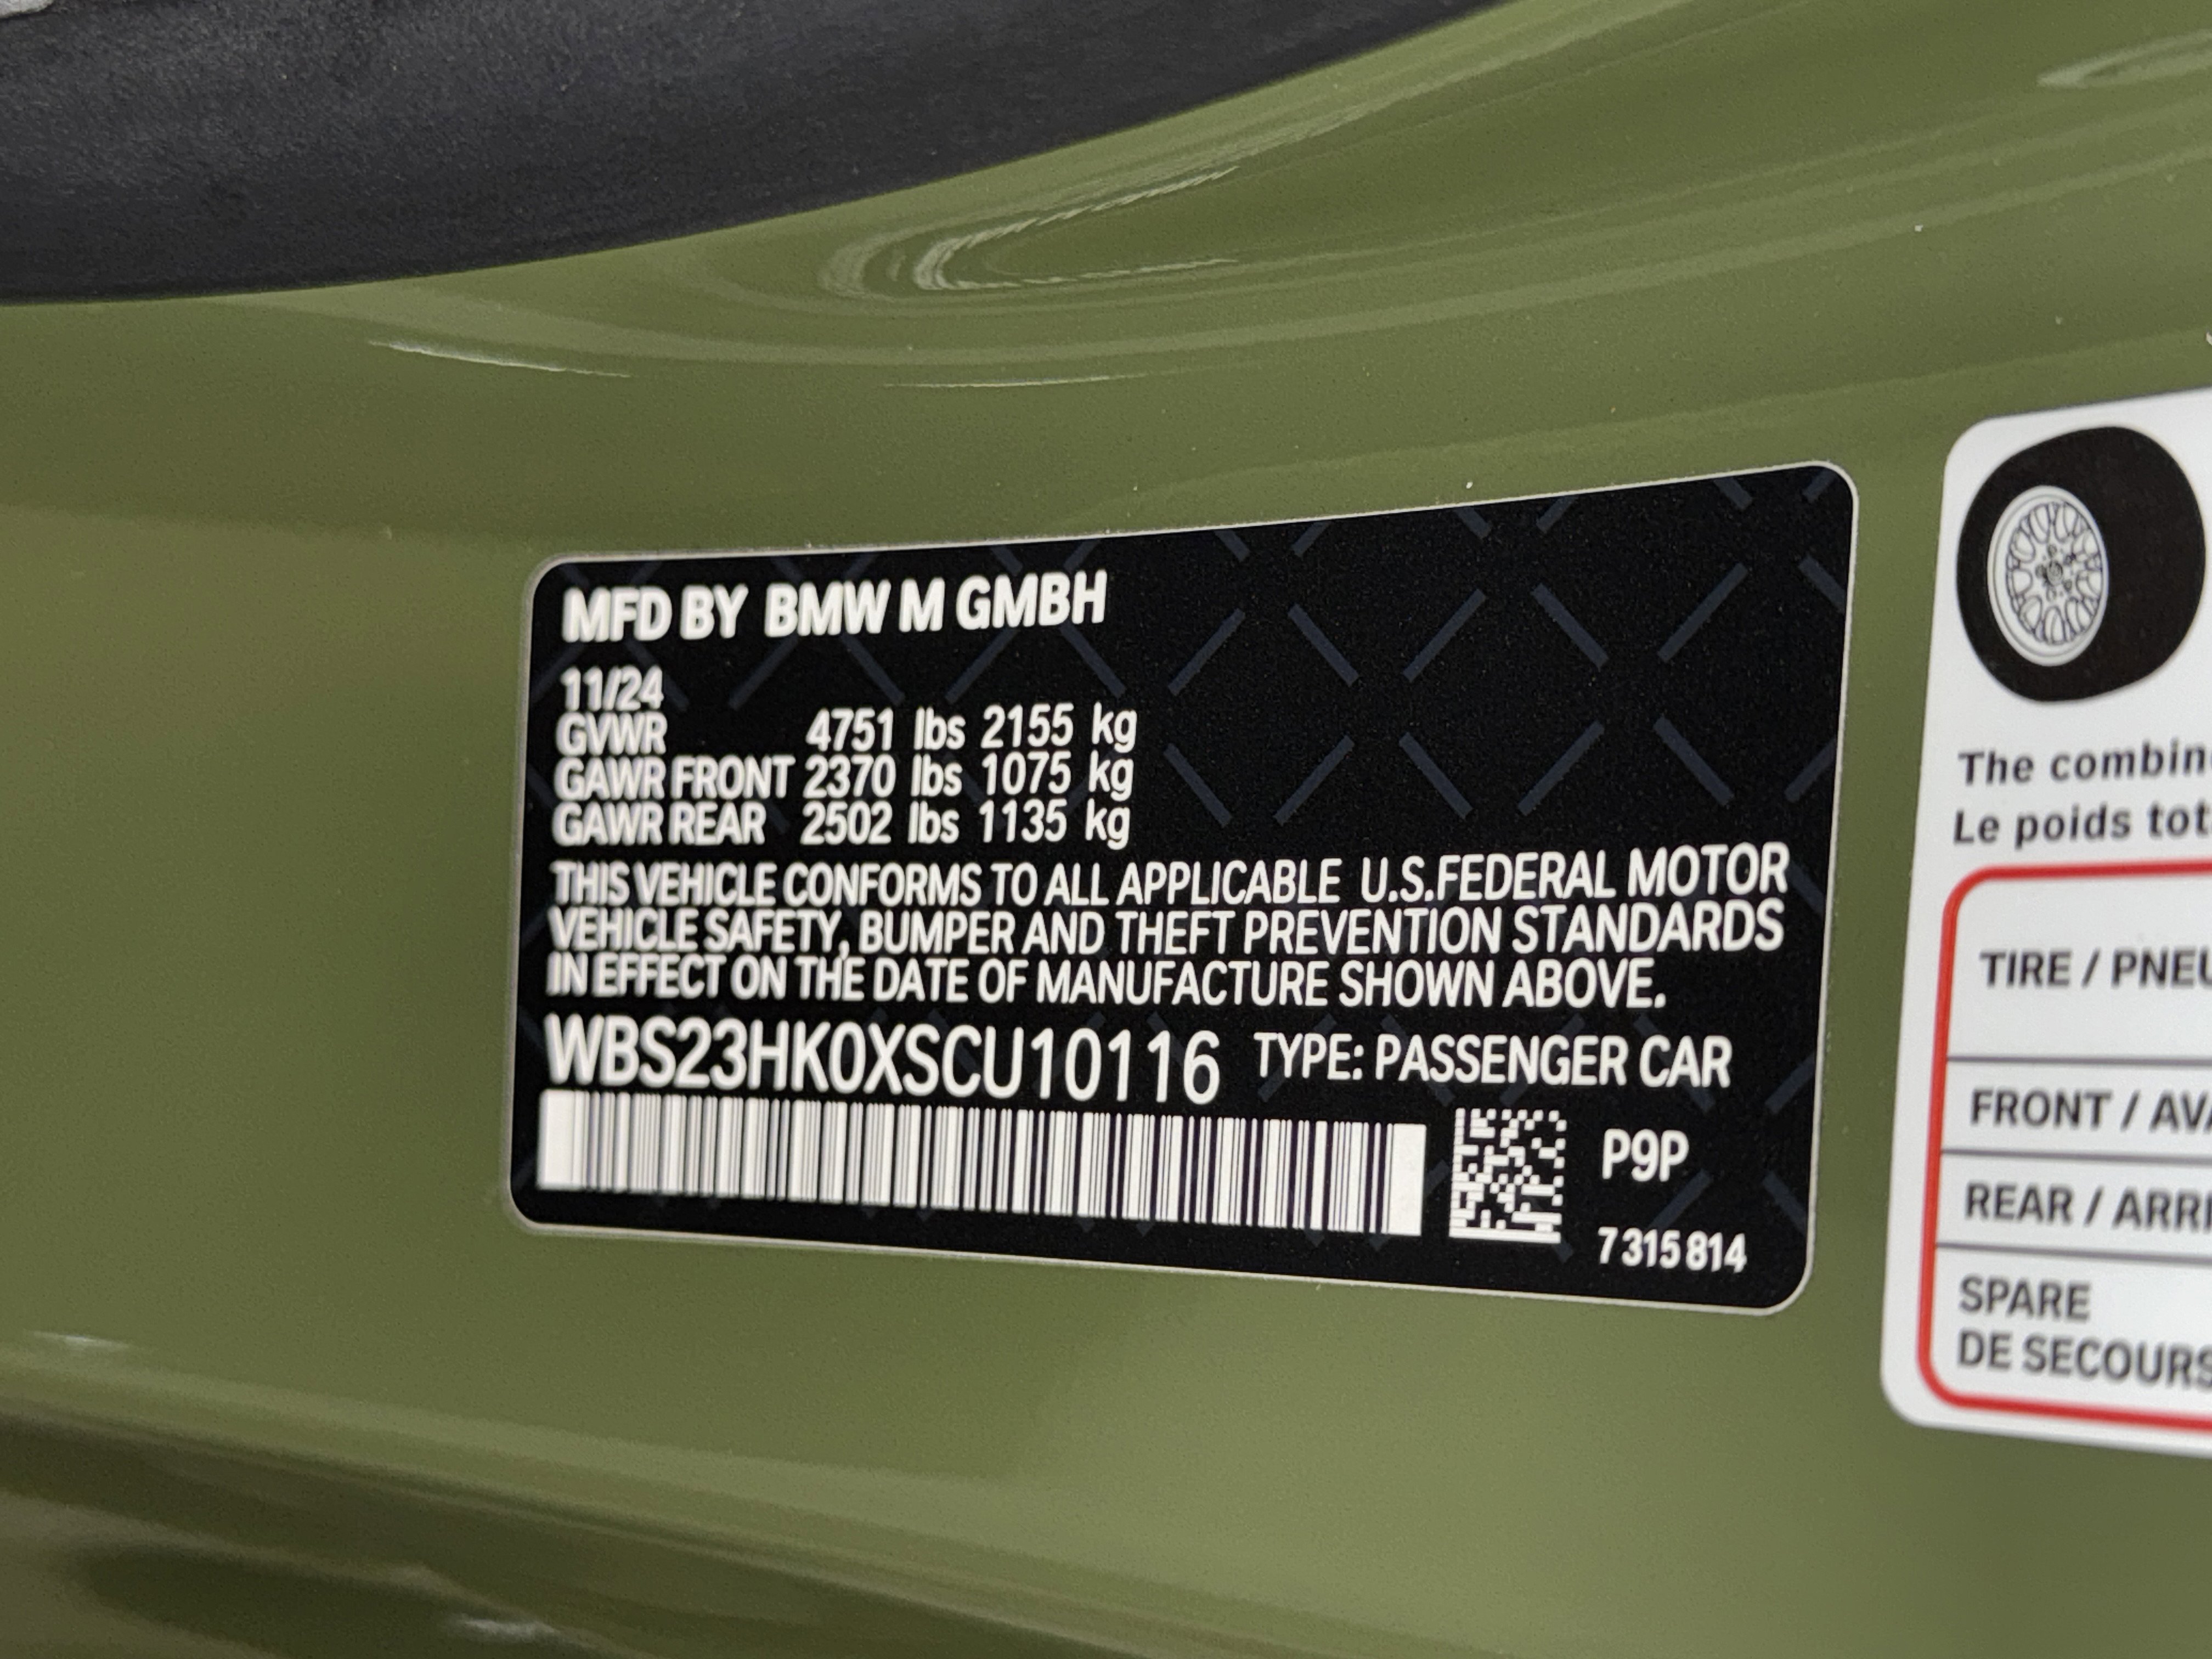 MFD BY BMW M GMBH
11/24
GVWR 4751 lbs 2155 kg
GAWR FRONT 2370 lbs 1075 kg
GAWR REAR 2502 lbs 1135 kg
THIS VEHICLE CONFORMS TO ALL APPLICABLE U.S.FEDERAL MOTOR
VEHICLE SAFETY, BUMPER AND THEFT PREVENTION STANDARDS
IN EFFECT ON THE DATE OF MANUFACTURE SHOWN ABOVE.
WBS23HK0XSCU10116 TYPE: PASSENGER CAR
P9P
7 315 814
The combin
Le poids tot
TIRE / PNEU
FRONT / AVA
REAR / ARRI
SPARE
DE SECOURS